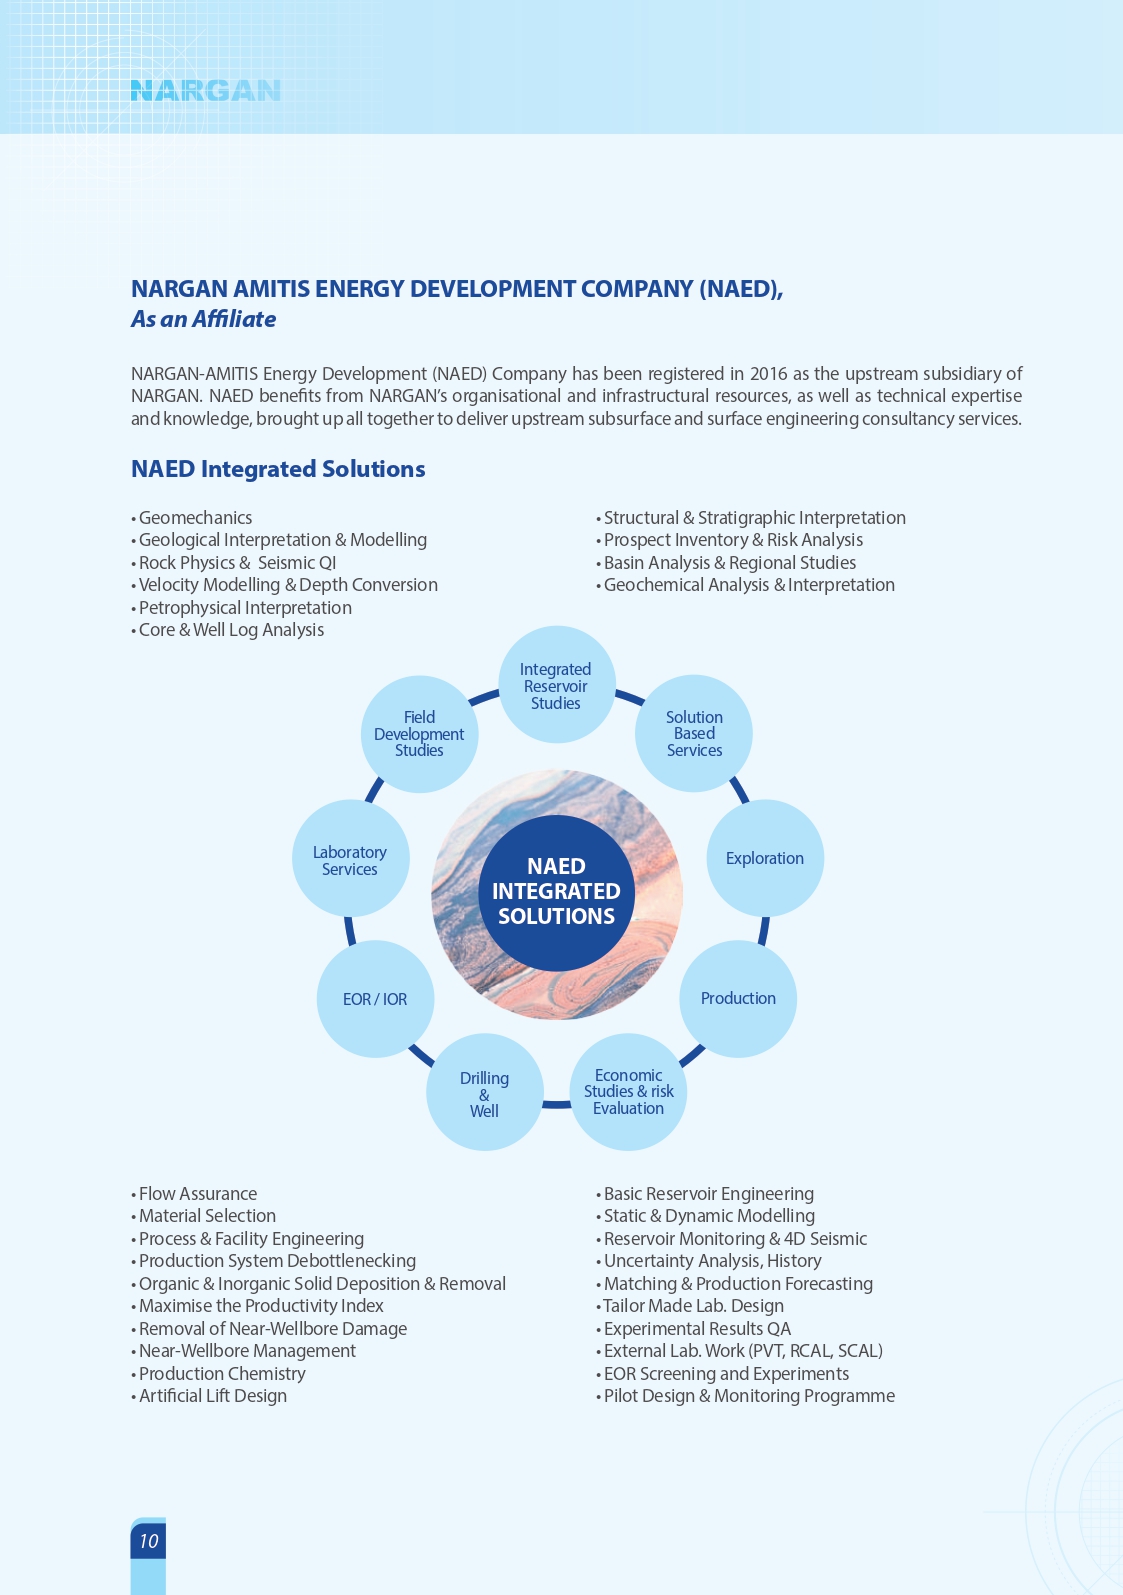 NARGAN
NARGAN AMITIS ENERGY DEVELOPMENT COMPANY (NAED),
As an Affiliate
NARGAN-AMITIS Energy Development (NAED) Company has been registered in 2016 as the upstream subsidiary of
NARGAN. NAED benefits from NARGAN’s organisational and infrastructural resources, as well as technical expertise
and knowledge, brought up all together to deliver upstream subsurface and surface engineering consultancy services.
NAED Integrated Solutions
• Geomechanics
• Geological Interpretation & Modelling
• Rock Physics & Seismic QI
• Velocity Modelling & Depth Conversion
• Petrophysical Interpretation
• Core & Well Log Analysis
• Structural & Stratigraphic Interpretation
• Prospect Inventory & Risk Analysis
• Basin Analysis & Regional Studies
• Geochemical Analysis & Interpretation
Integrated
Reservoir
Studies
Solution
Based
Services
Exploration
Production
Economic
Studies & risk
Evaluation
Drilling
&
Well
EOR / IOR
Laboratory
Services
Field
Development
Studies
NAED
INTEGRATED
SOLUTIONS
• Flow Assurance
• Material Selection
• Process & Facility Engineering
• Production System Debottlenecking
• Organic & Inorganic Solid Deposition & Removal
• Maximise the Productivity Index
• Removal of Near-Wellbore Damage
• Near-Wellbore Management
• Production Chemistry
• Artificial Lift Design
• Basic Reservoir Engineering
• Static & Dynamic Modelling
• Reservoir Monitoring & 4D Seismic
• Uncertainty Analysis, History
• Matching & Production Forecasting
• Tailor Made Lab. Design
• Experimental Results QA
• External Lab. Work (PVT, RCAL, SCAL)
• EOR Screening and Experiments
• Pilot Design & Monitoring Programme
10